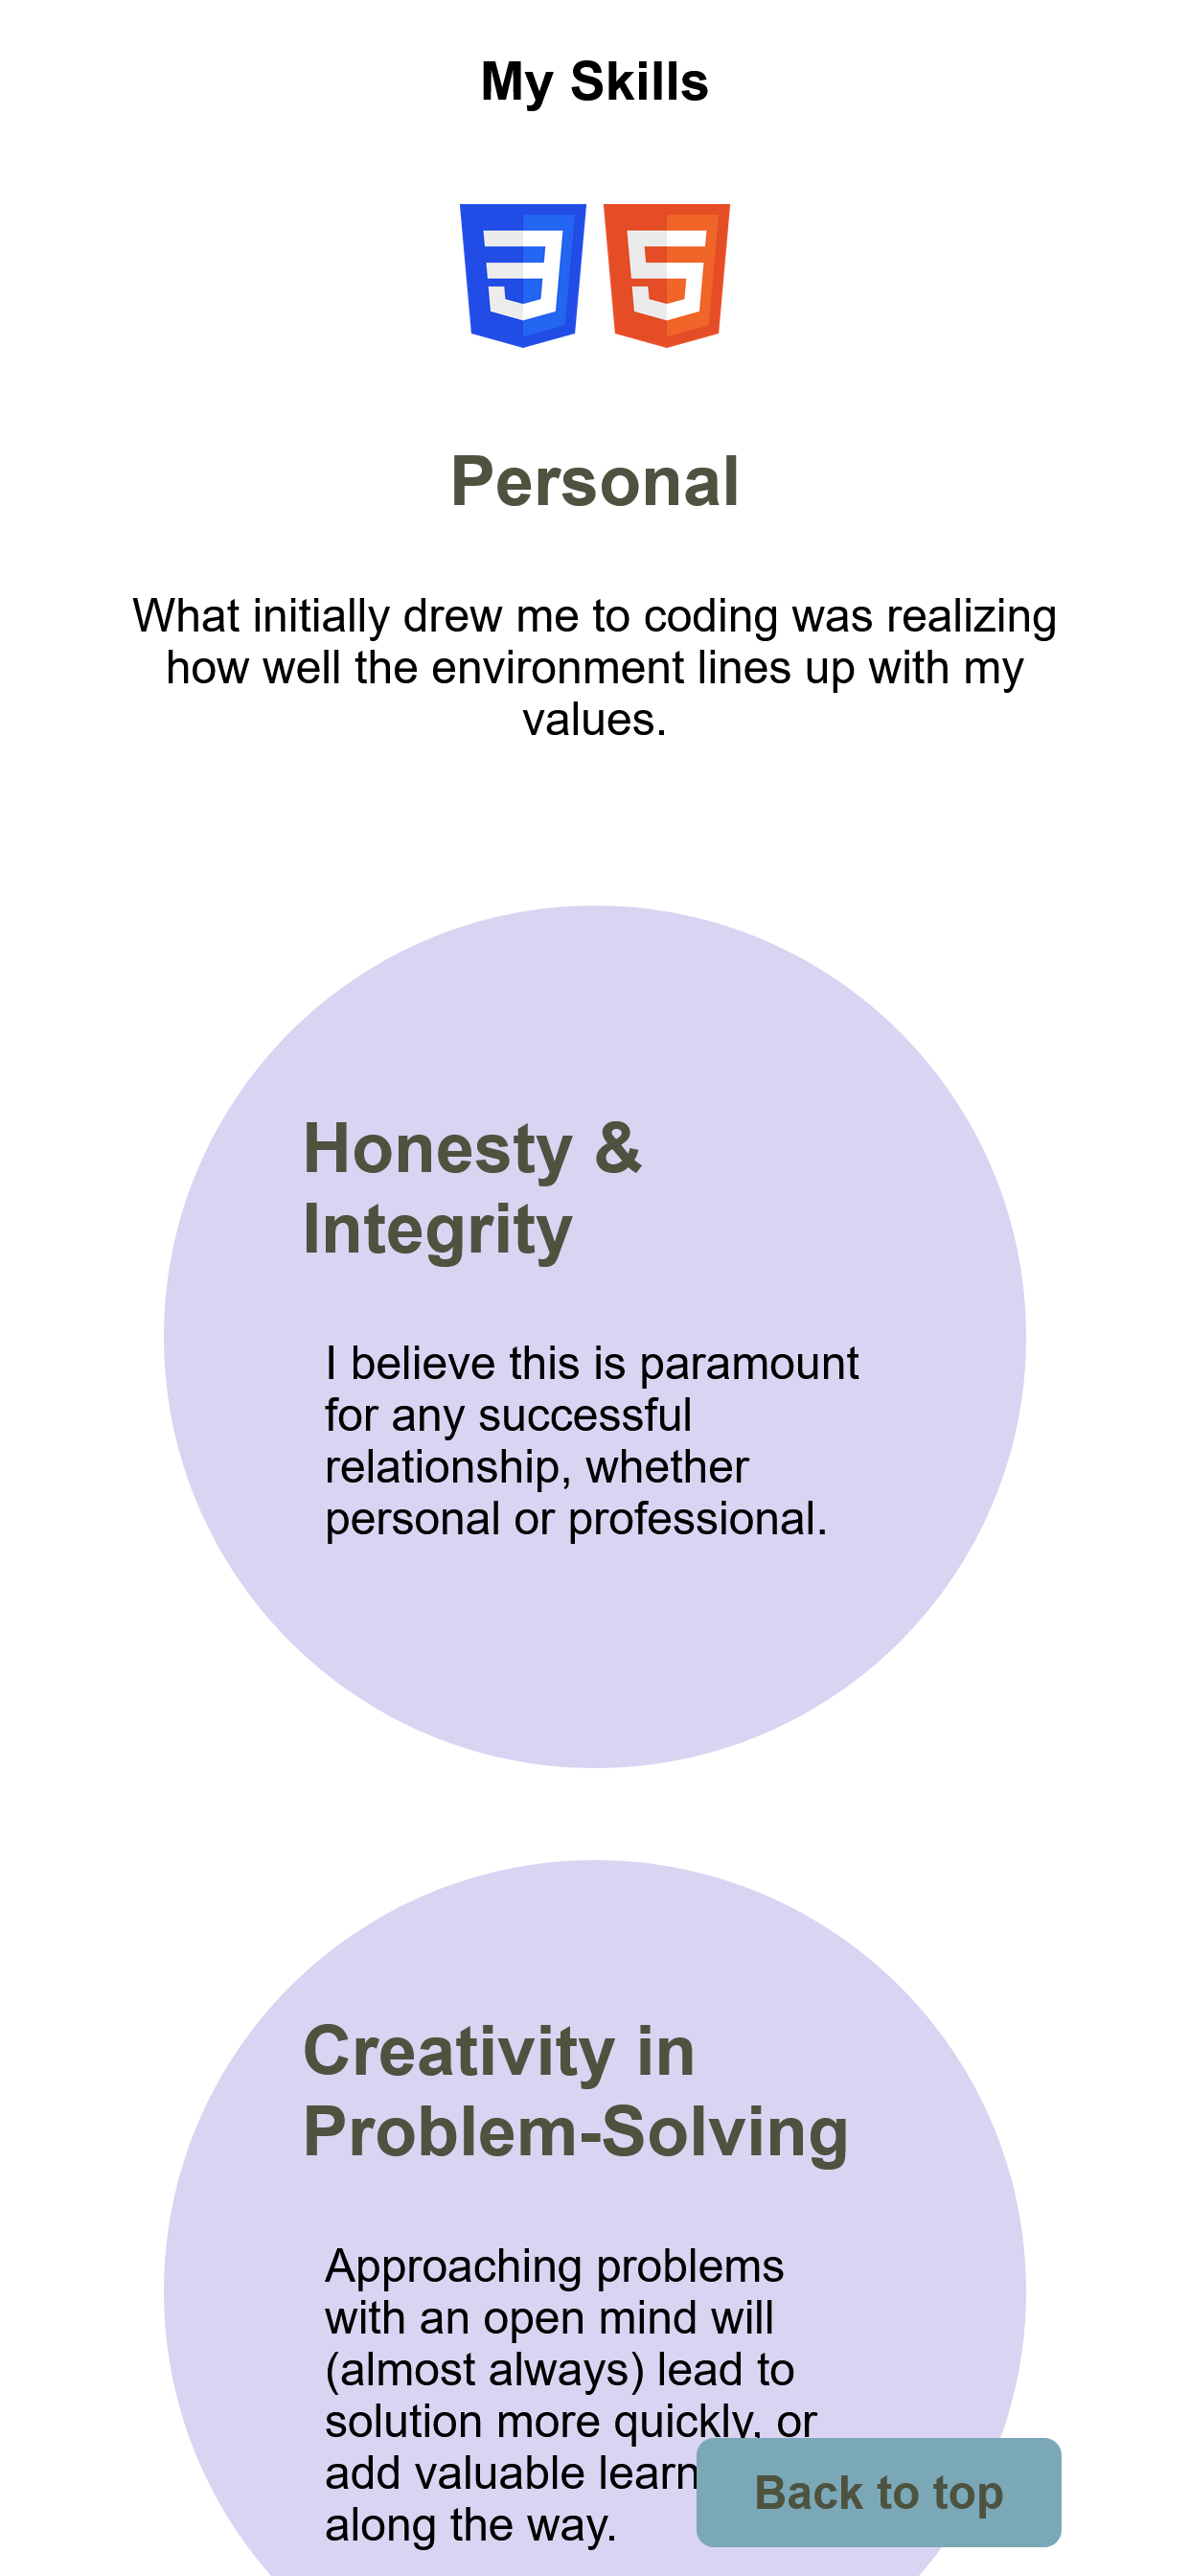 My Skills
Personal
What initially drew me to coding was realizing
how well the environment lines up with my
values.
Honesty &
Integrity
I believe this is paramount
for any successful
relationship, whether
personal or professional.
Creativity in
Problem-Solving
Approaching problems
with an open mind will
(almost always) lead to
solution more quickly, or
add valuable
along the way.
Back to top